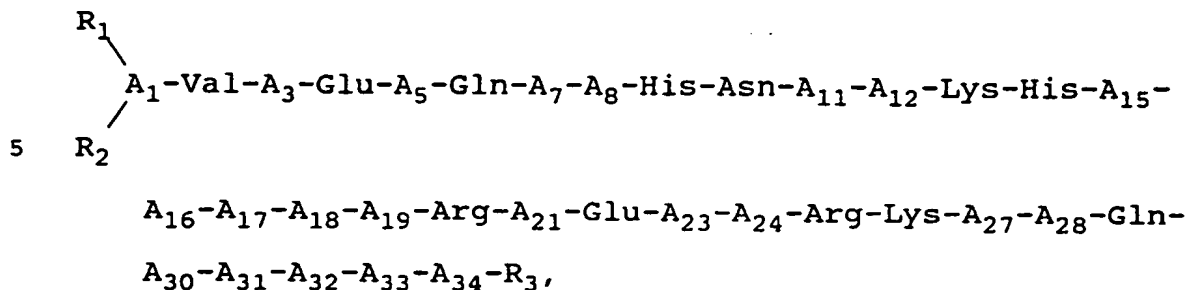 R₁
A₁-Val-A₃-Glu-A₅-Gln-A₇-A₈-His-Asn-A₁₁-A₁₂-Lys-His-A₁₅-
5 R₂
A₁₆-A₁₇-A₁₈-A₁₉-Arg-A₂₁-Glu-A₂₃-A₂₄-Arg-Lys-A₂₇-A₂₈-Gln-
A₃₀-A₃₁-A₃₂-A₃₃-A₃₄-R₃,